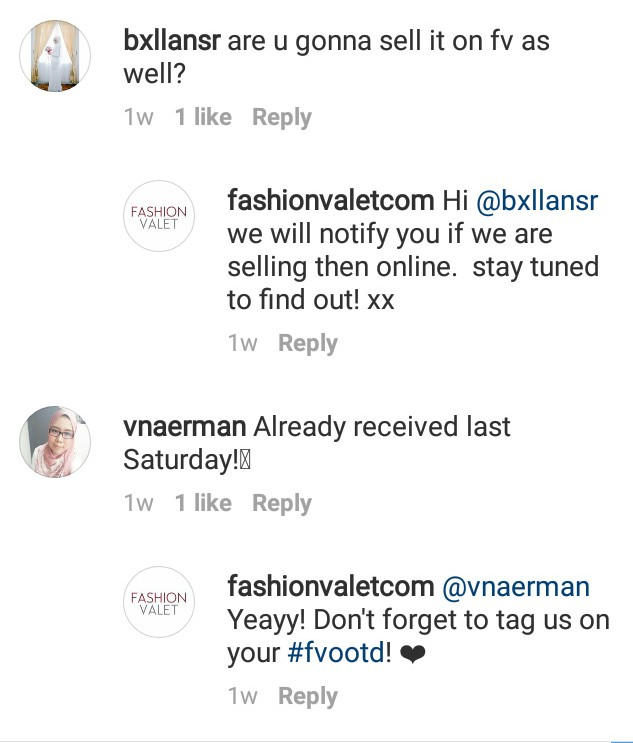 bxllansr are u gonna sell it on fv as
well?
1w 1 like Reply
FASHION
VALET
fashionvaletcom Hi @bxllansr
we will notify you if we are
selling then online. stay tuned
to find out! xx
1w Reply
vnaerman Already received last
Saturday!
1w 1 like Reply
FASHION
VALET
fashionvaletcom @vnaerman
Yeayy! Don't forget to tag us on
your #fvootd! ❤
1w Reply